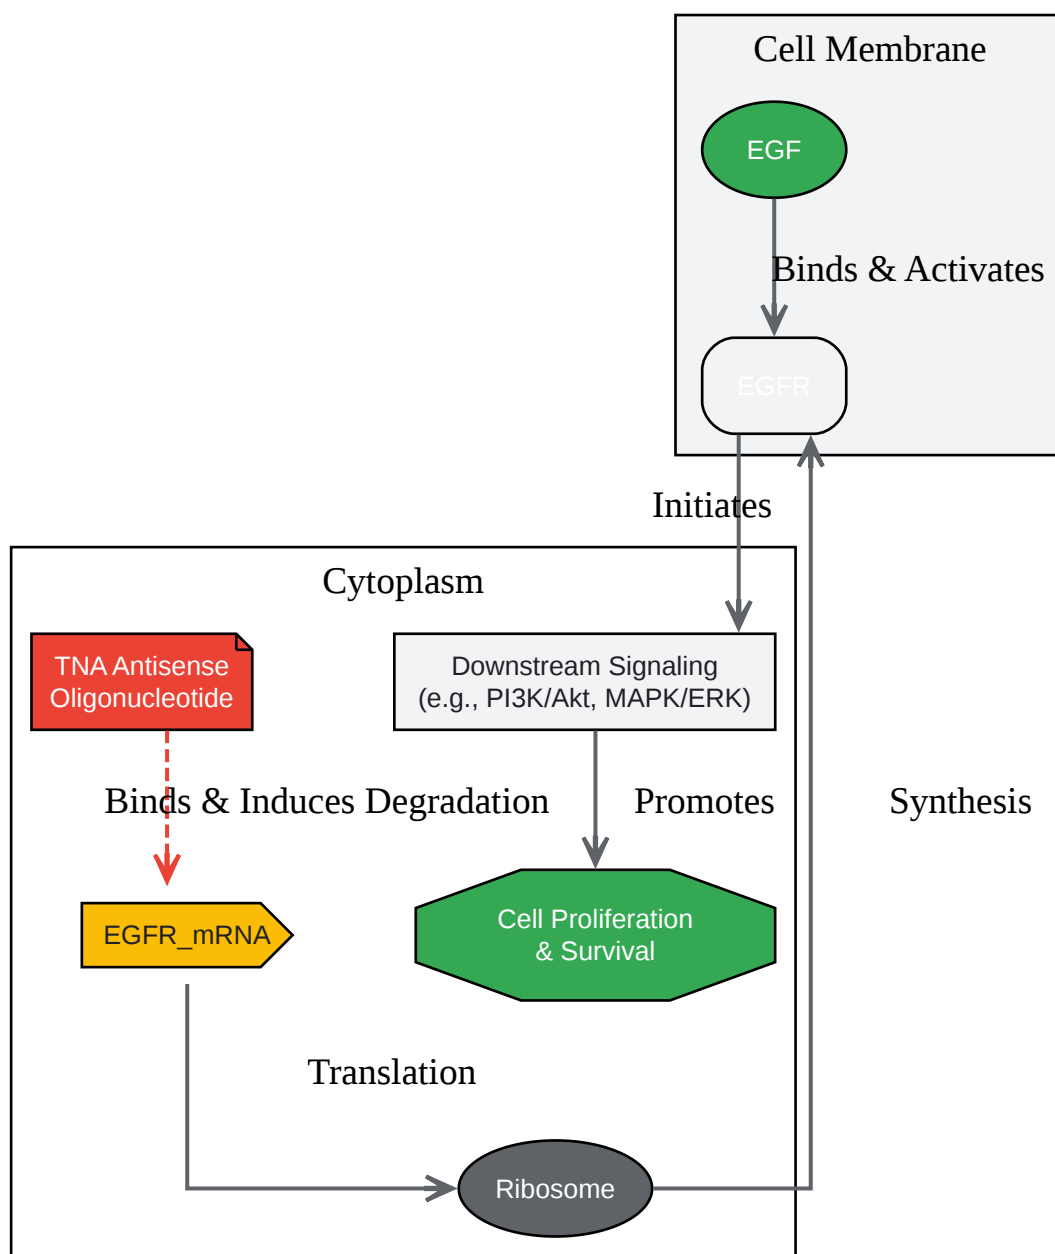 Cell Membrane
EGF
Binds & Activates
EGFR
Initiates
Cytoplasm
TNA Antisense
Oligonucleotide
Downstream Signaling
(e.g., PI3K/Akt, MAPK/ERK)
Binds & Induces Degradation
Promotes
Synthesis
EGFR_mRNA
Cell Proliferation
& Survival
Translation
Ribosome